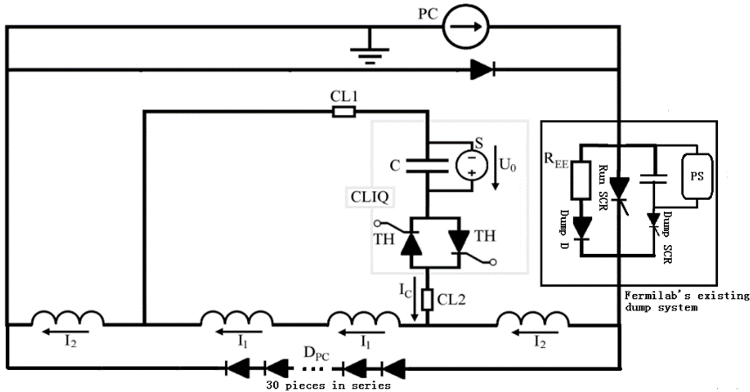 PC
CL1
S
C
U0
REE
Run SCR
PS
CLIQ
TH
TH
Dump D
Dump SCR
IC
CL2
Fermilab's existing
dump system
I2
I1
I1
I2
DPC
30 pieces in series